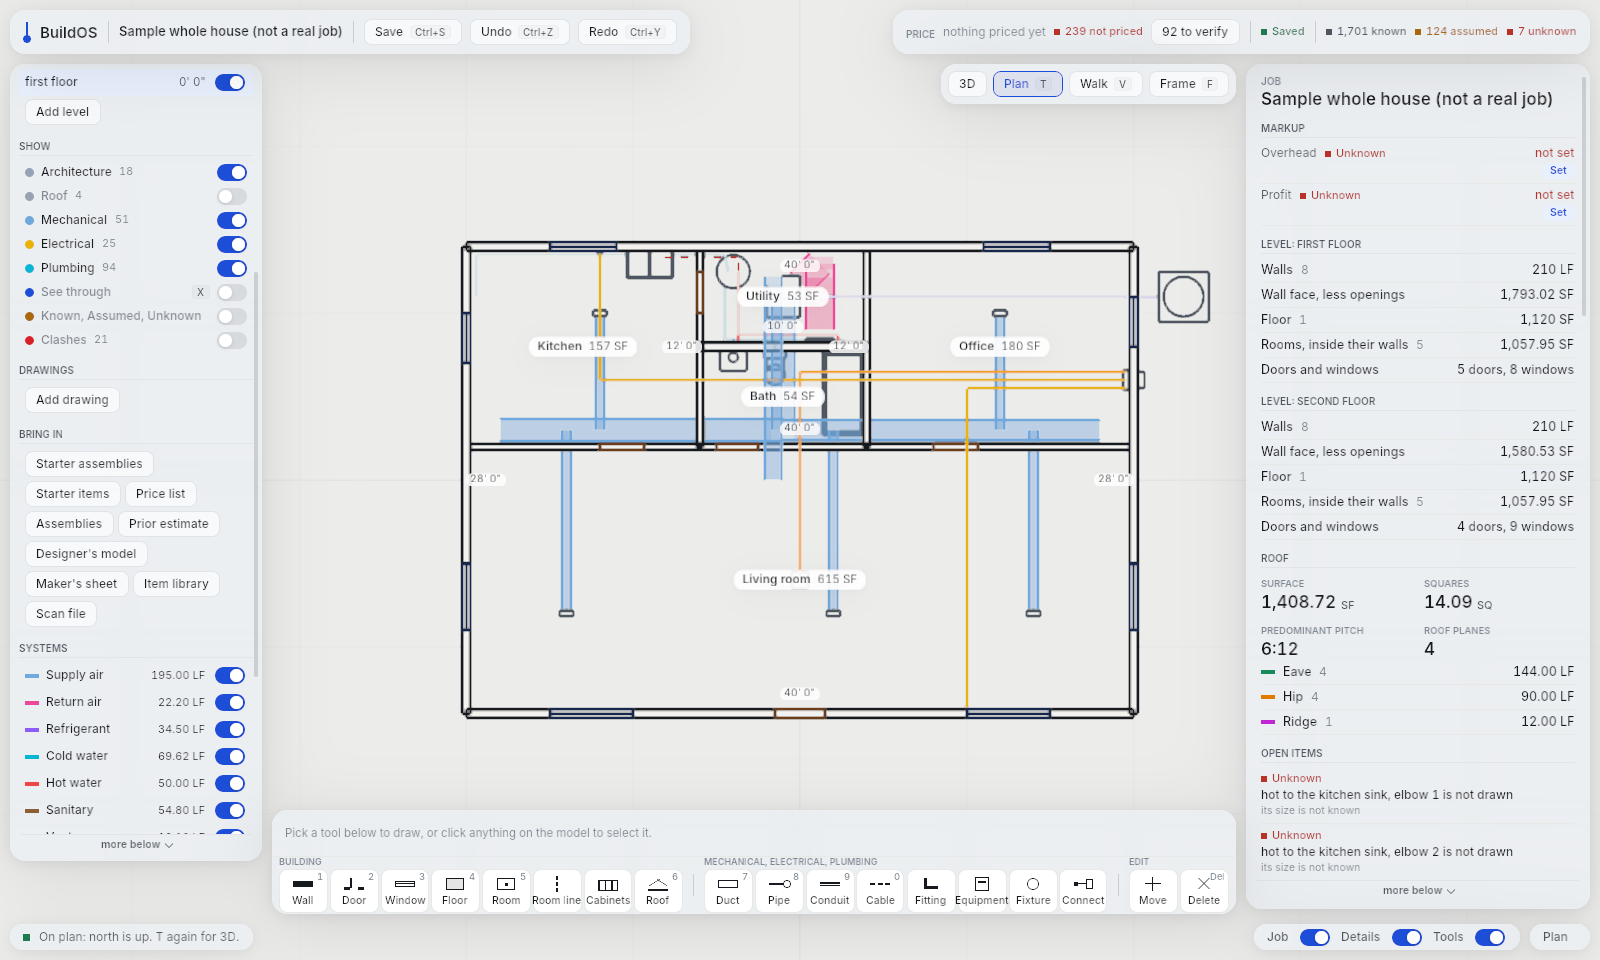 BuildOS
Sample whole house (not a real job)
Save Ctrl+S
Undo Ctrl+Z
Redo Ctrl+Y
PRICE nothing priced yet 239 not priced 92 to verify Saved 1,701 known 124 assumed 7 unknown
3D
Plan T
Walk V
Frame F
first floor 0' 0"
Add level
SHOW
Architecture 18
Roof 4
Mechanical 51
Electrical 25
Plumbing 94
See through X
Known, Assumed, Unknown
Clashes 21
DRAWINGS
Add drawing
BRING IN
Starter assemblies
Starter items Price list
Assemblies Prior estimate
Designer's model
Maker's sheet Item library
Scan file
SYSTEMS
Supply air 195.00 LF
Return air 22.20 LF
Refrigerant 34.50 LF
Cold water 69.62 LF
Hot water 50.00 LF
Sanitary 54.80 LF
more below
40' 0"
Utility 53 SF
10' 0"
Kitchen 157 SF
12' 0"
12' 0"
Office 180 SF
Bath 54 SF
40' 0"
28' 0"
28' 0"
Living room 615 SF
40' 0"
Pick a tool below to draw, or click anything on the model to select it.
BUILDING
Wall 1
Door 2
Window 3
Floor 4
Room 5
Room line
Cabinets
Roof 6
MECHANICAL, ELECTRICAL, PLUMBING
Duct 7
Pipe 8
Conduit 9
Cable 0
Fitting
Equipment
Fixture
Connect
EDIT
Move
Delete Del
JOB
Sample whole house (not a real job)
MARKUP
Overhead Unknown not set
Set
Profit Unknown not set
Set
LEVEL: FIRST FLOOR
Walls 8 210 LF
Wall face, less openings 1,793.02 SF
Floor 1 1,120 SF
Rooms, inside their walls 5 1,057.95 SF
Doors and windows 5 doors, 8 windows
LEVEL: SECOND FLOOR
Walls 8 210 LF
Wall face, less openings 1,580.53 SF
Floor 1 1,120 SF
Rooms, inside their walls 5 1,057.95 SF
Doors and windows 4 doors, 9 windows
ROOF
SURFACE SQUARES
1,408.72 SF 14.09 SQ
PREDOMINANT PITCH ROOF PLANES
6:12 4
Eave 4 144.00 LF
Hip 4 90.00 LF
Ridge 1 12.00 LF
OPEN ITEMS
Unknown
hot to the kitchen sink, elbow 1 is not drawn
its size is not known
Unknown
hot to the kitchen sink, elbow 2 is not drawn
its size is not known
more below
On plan: north is up. T again for 3D.
Job Details Tools Plan